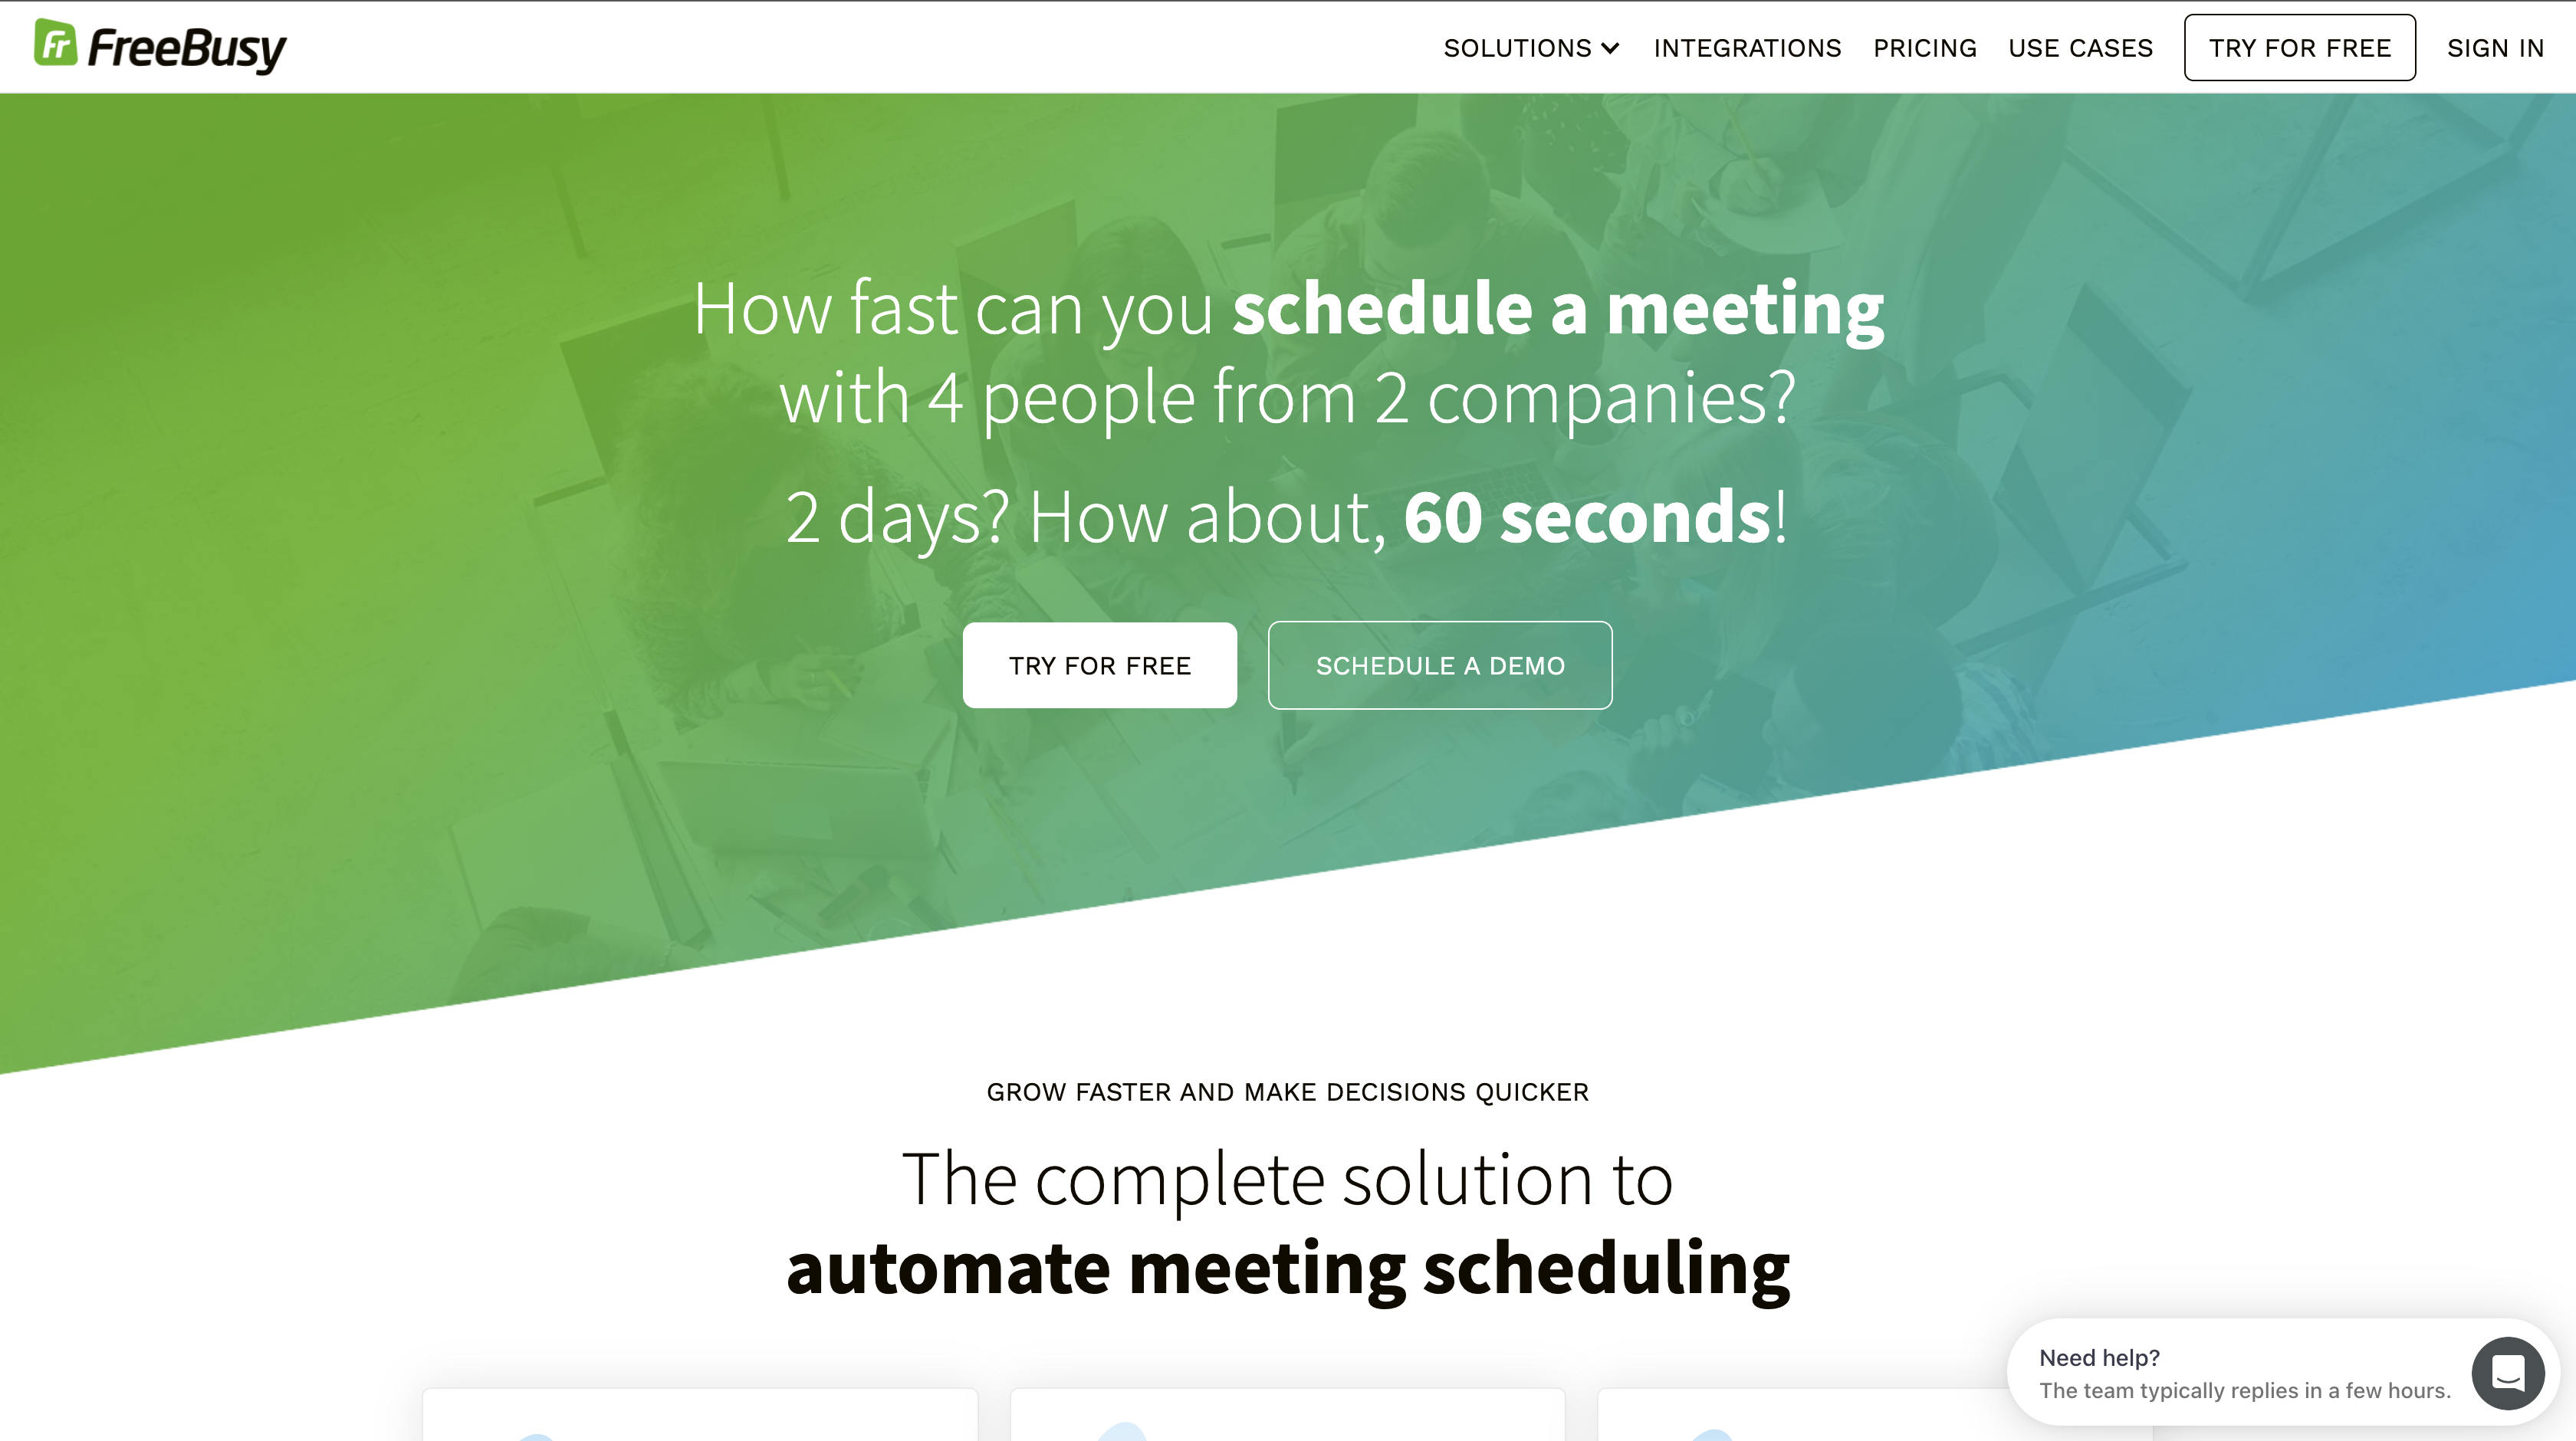 Fr FreeBusy
SOLUTIONS INTEGRATIONS PRICING USE CASES TRY FOR FREE SIGN IN
How fast can you schedule a meeting
with 4 people from 2 companies?
2 days? How about, 60 seconds!
TRY FOR FREE SCHEDULE A DEMO
GROW FASTER AND MAKE DECISIONS QUICKER
The complete solution to
automate meeting scheduling
Need help?
The team typically replies in a few hours.